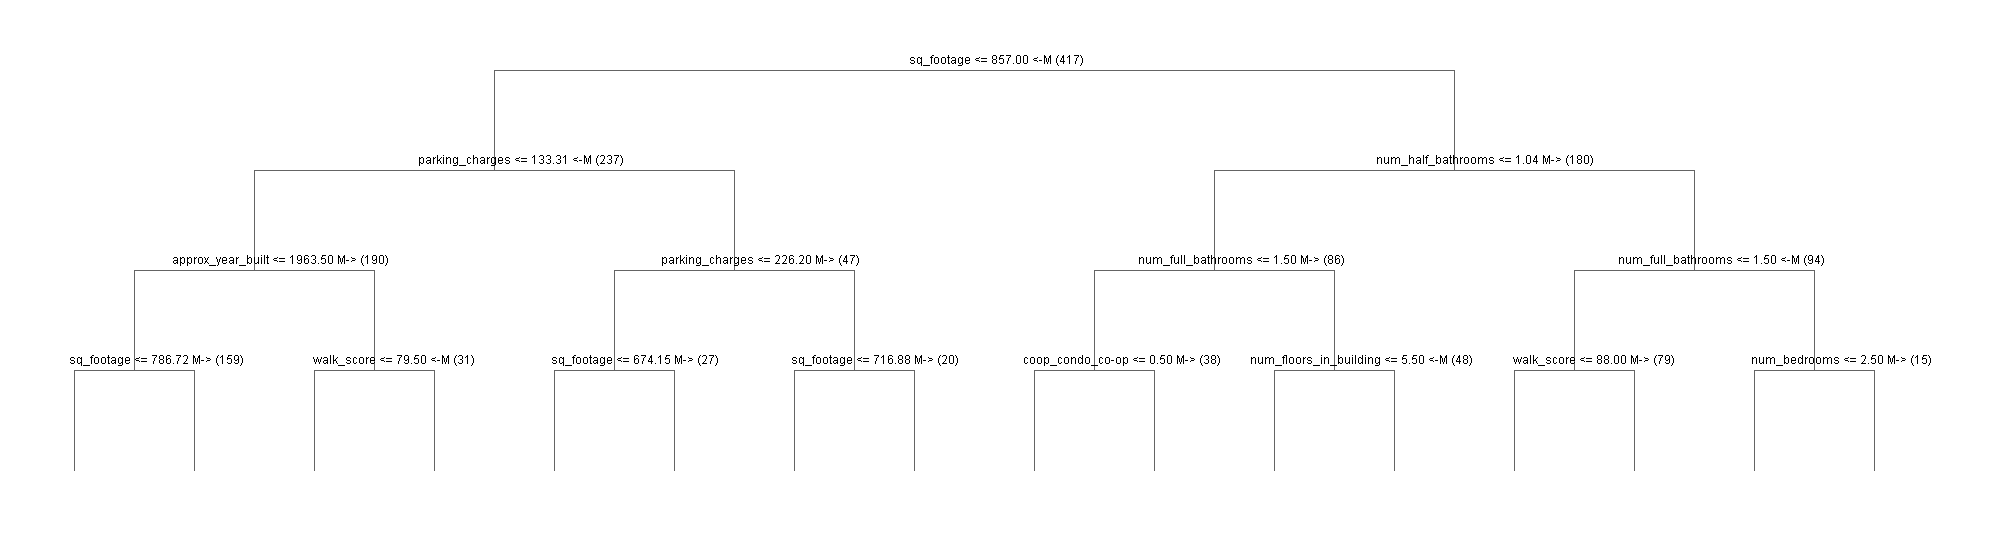 sq_footage <= 857.00 <-M (417)
parking_charges <= 133.31 <-M (237)
num_half_bathrooms <= 1.04 M-> (180)
approx_year_built <= 1963.50 M-> (190)
parking_charges <= 226.20 M-> (47)
num_full_bathrooms <= 1.50 M-> (86)
num_full_bathrooms <= 1.50 <-M (94)
sq_footage <= 786.72 M-> (159)
walk_score <= 79.50 <-M (31)
sq_footage <= 674.15 M-> (27)
sq_footage <= 716.88 M-> (20)
coop_condo_co-op <= 0.50 M-> (38)
num_floors_in_building <= 5.50 <-M (48)
walk_score <= 88.00 M-> (79)
num_bedrooms <= 2.50 M-> (15)